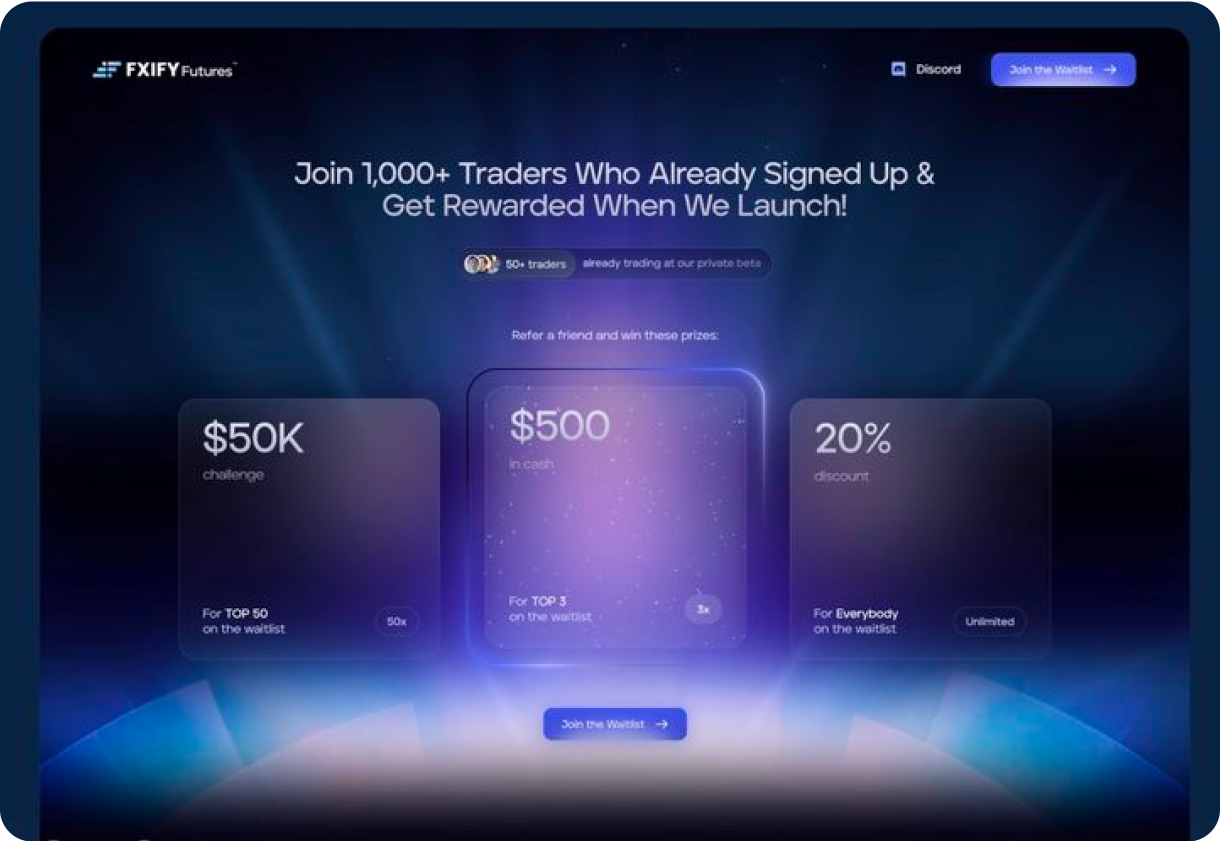 FXIFY Futures™
Discord
Join the Waitlist →
Join 1,000+ Traders Who Already Signed Up &
Get Rewarded When We Launch!
50+ traders already trading at our private beta
Refer a friend and win these prizes:
$50K
challenge
For TOP 50
on the waitlist
50x
$500
in cash
For TOP 3
on the waitlist
3x
20%
discount
For Everybody
on the waitlist
Unlimited
Join the Waitlist →